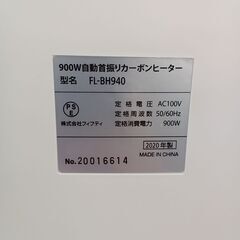 900W自動首振りカーボンヒーター
型名 FL-BH940
PSE
定格電圧 AC100V
定格周波数 50/60Hz
定格消費電力 900W
株式会社フィフティ
2020年製
No.20016614 MADE IN CHINA